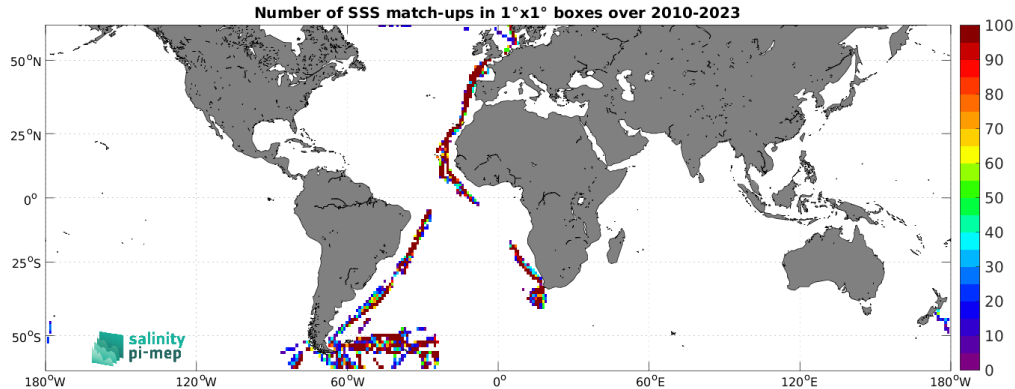 Number of SSS match-ups in 1°x1° boxes over 2010-2023
50°N
25°N
0°
25°S
50°S
180°W
120°W
60°W
0°
60°E
120°E
180°W
100
90
80
70
60
50
40
30
20
10
0
salinity
pi-mep